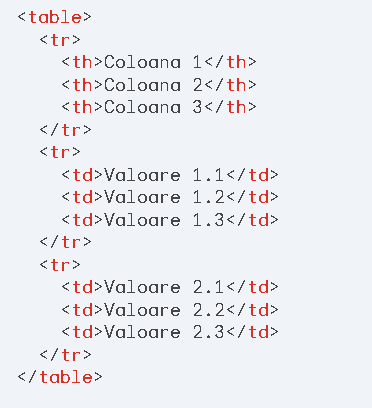 <table>
  <tr>
    <th>Coloana 1</th>
    <th>Coloana 2</th>
    <th>Coloana 3</th>
  </tr>
  <tr>
    <td>Valoare 1.1</td>
    <td>Valoare 1.2</td>
    <td>Valoare 1.3</td>
  </tr>
  <tr>
    <td>Valoare 2.1</td>
    <td>Valoare 2.2</td>
    <td>Valoare 2.3</td>
  </tr>
</table>